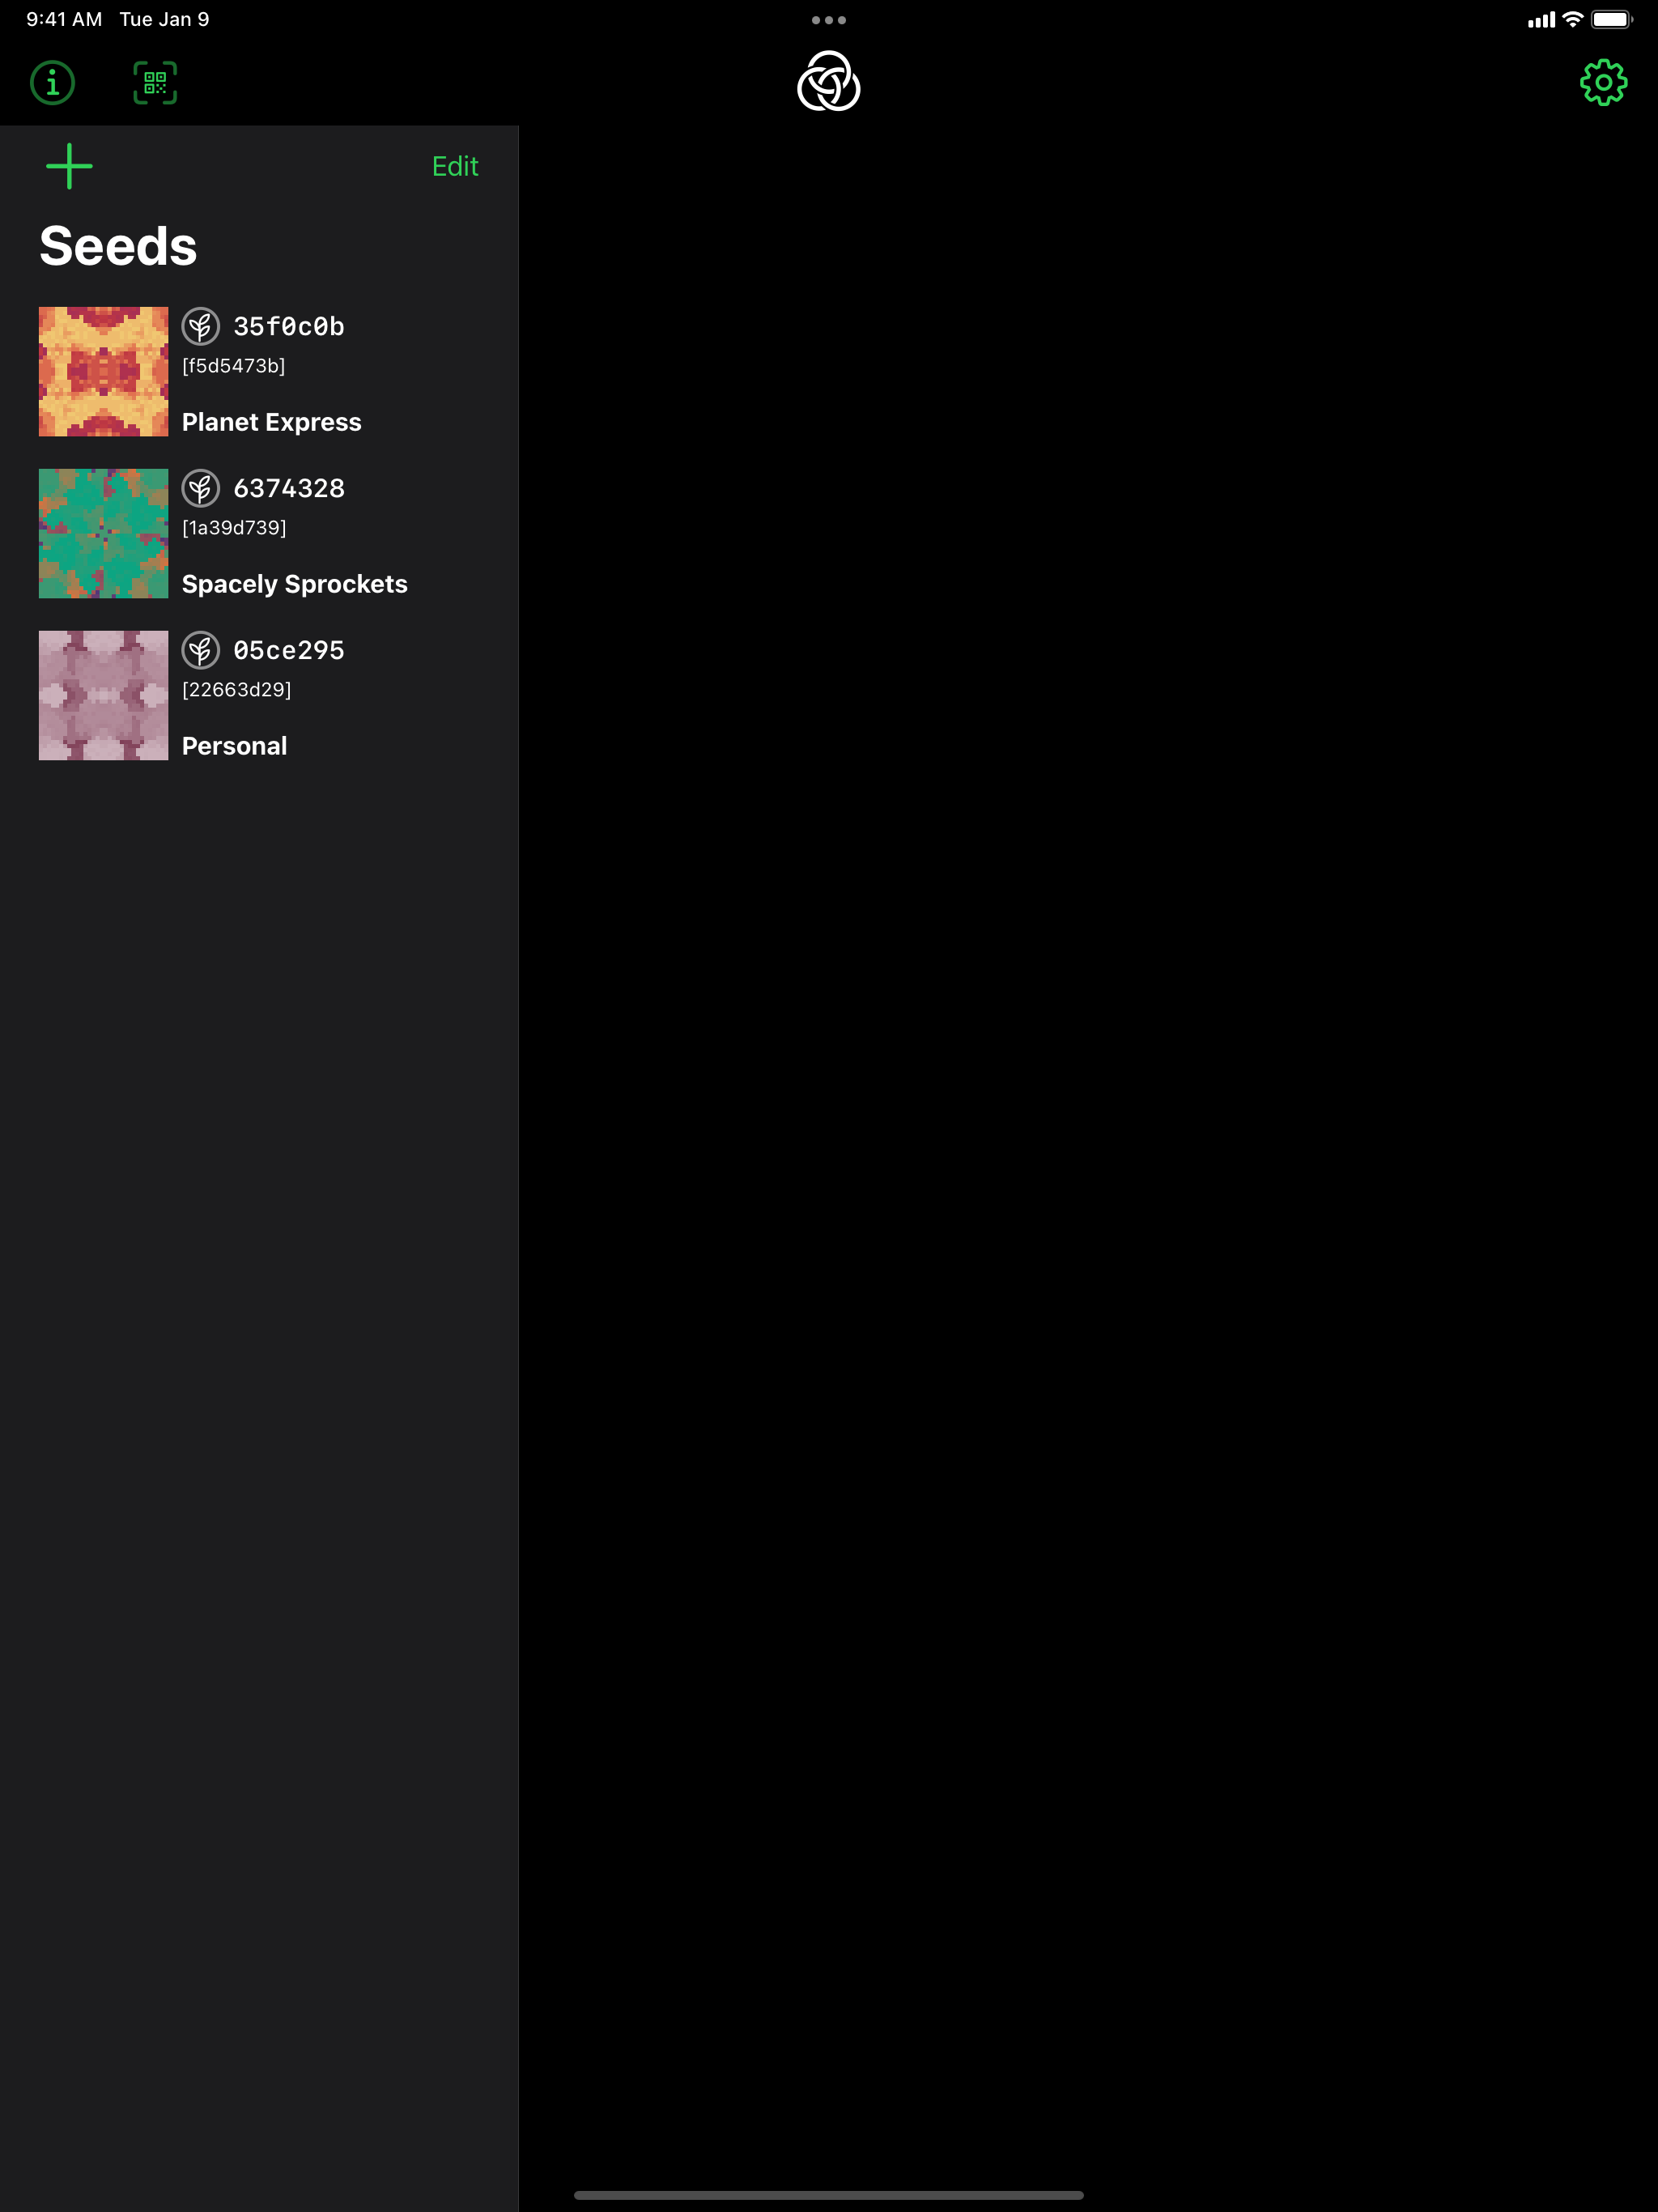 9:41 AM Tue Jan 9
Edit
Seeds
35f0c0b
[f5d5473b]
Planet Express
6374328
[1a39d739]
Spacely Sprockets
05ce295
[22663d29]
Personal